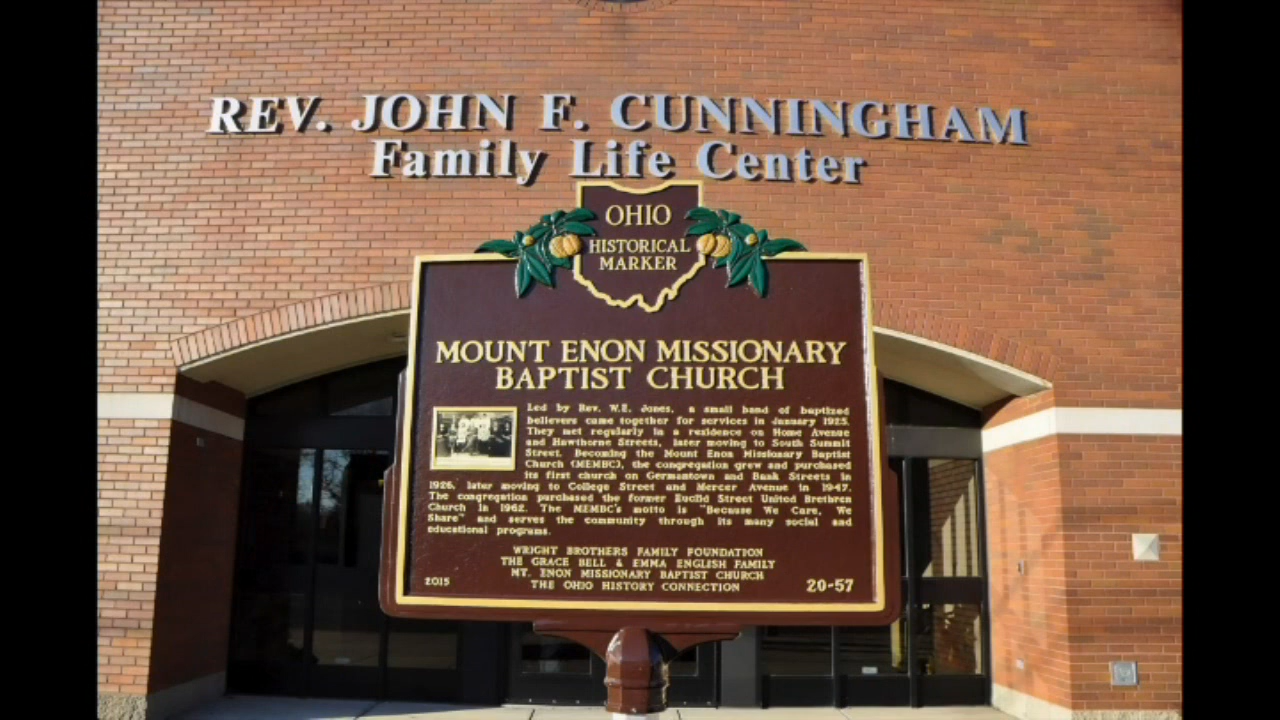 REV. JOHN F. CUNNINGHAM
Family Life Center
OHIO
HISTORICAL
MARKER
MOUNT ENON MISSIONARY
BAPTIST CHURCH
Led by Rev. W.E. Jones, a small band of baptized
believers came together for services in January 1925.
They met regularly in a residence on Home Avenue
and Hawthorne Streets, later moving to South Summit
Street. Becoming the Mount Enon Missionary Baptist
Church (MEMBC), the congregation grew and purchased
its first church on Germantown and Bank Streets in
1926, later moving to College Street and Mercer Avenue in 1947.
The congregation purchased the former Euclid Street United Brethren
Church in 1962. The MEMBC's motto is "Because We Care, We
Share" and serves the community through its many social and
educational programs.
WRIGHT BROTHERS FAMILY FOUNDATION
THE GRACE BELL & EMMA ENGLISH FAMILY
MT. ENON MISSIONARY BAPTIST CHURCH
THE OHIO HISTORY CONNECTION
2015
20-57